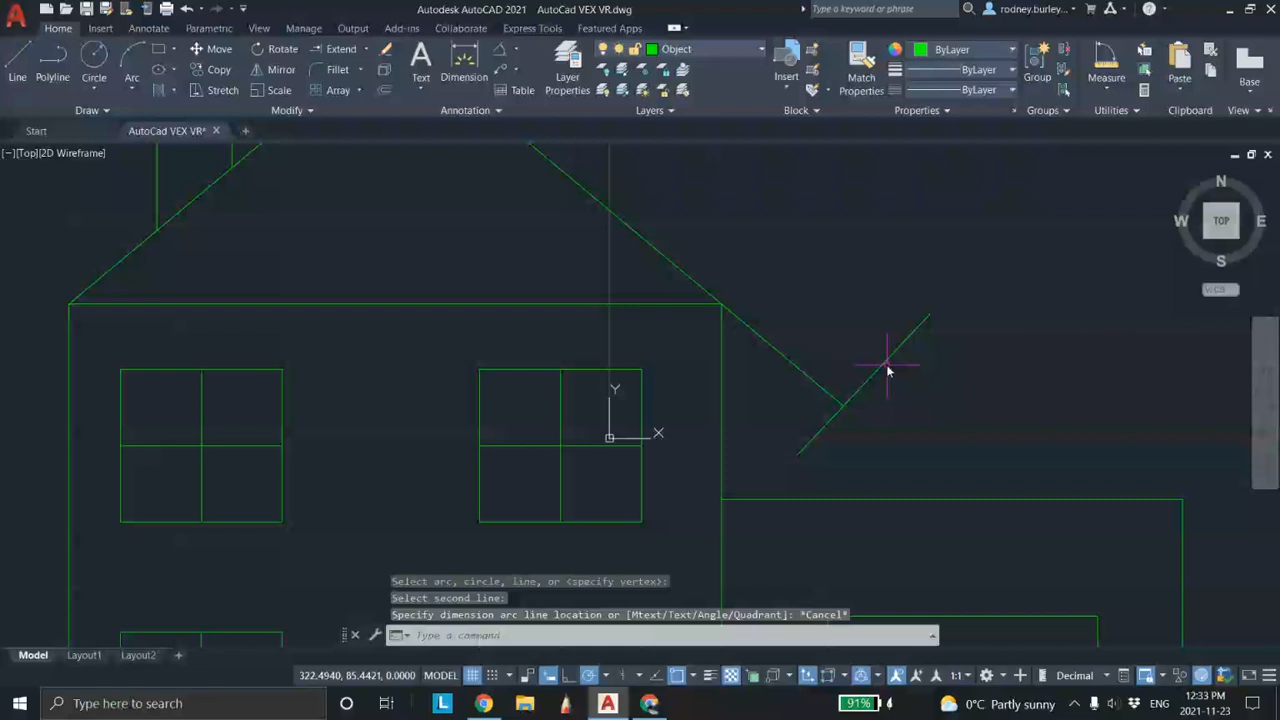 Autodesk AutoCAD 2021 AutoCad VEX VR.dwg
Type a keyword or phrase
rodney.burley...
Home Insert Annotate Parametric View Manage Output Add-ins Express Tools Collaborate Featured Apps
Line Polyline Circle Arc
Move Rotate Extend
Copy Mirror Fillet
Stretch Scale Array
Text Dimension Table
Layer Properties
Object
Insert
Match Properties
ByLayer
ByLayer
ByLayer
Group Measure Paste Base
Draw Modify Annotation Layers Block Properties Groups Utilities Clipboard View
Start AutoCad VEX VR*
[−][Top][2D Wireframe]
N
W TOP E
S
WCS
Y
X
Select arc, circle, line, or <specify vertex>:
Select second line:
Specify dimension arc line location or [Mtext/Text/Angle/Quadrant]: *Cancel*
Type a command
Model Layout1 Layout2
322.4940, 85.4421, 0.0000 MODEL 1:1 Decimal
Type here to search
91%
0°C Partly sunny
ENG
12:33 PM
2021-11-23